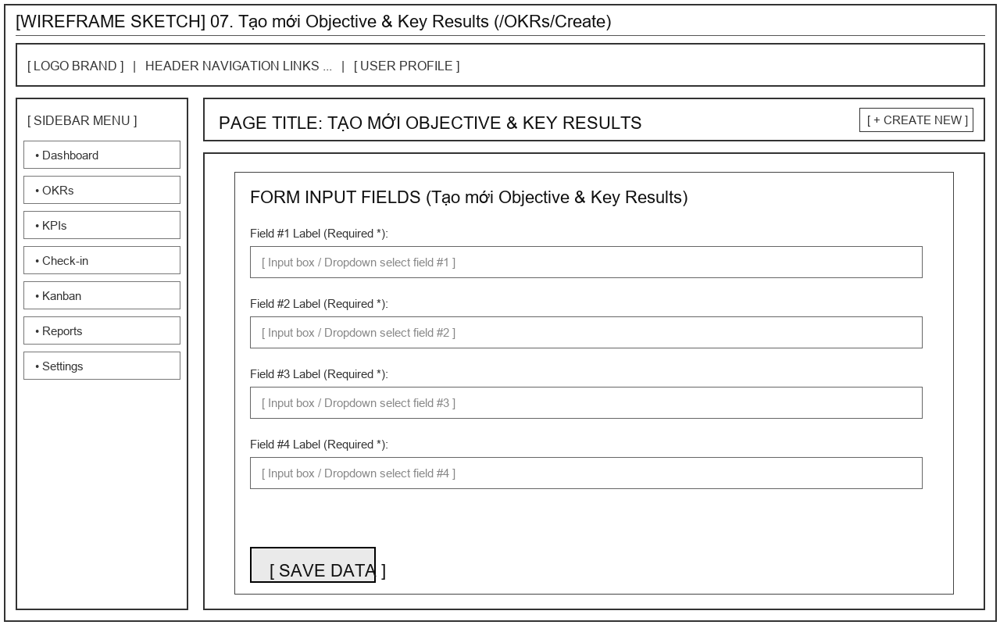 [WIREFRAME SKETCH] 07. Tạo mới Objective & Key Results (/OKRs/Create)
[ LOGO BRAND ] | HEADER NAVIGATION LINKS ... | [ USER PROFILE ]
[ SIDEBAR MENU ]
• Dashboard
• OKRs
• KPIs
• Check-in
• Kanban
• Reports
• Settings
PAGE TITLE: TẠO MỚI OBJECTIVE & KEY RESULTS
[ + CREATE NEW ]
FORM INPUT FIELDS (Tạo mới Objective & Key Results)
Field #1 Label (Required *):
[ Input box / Dropdown select field #1 ]
Field #2 Label (Required *):
[ Input box / Dropdown select field #2 ]
Field #3 Label (Required *):
[ Input box / Dropdown select field #3 ]
Field #4 Label (Required *):
[ Input box / Dropdown select field #4 ]
[ SAVE DATA ]